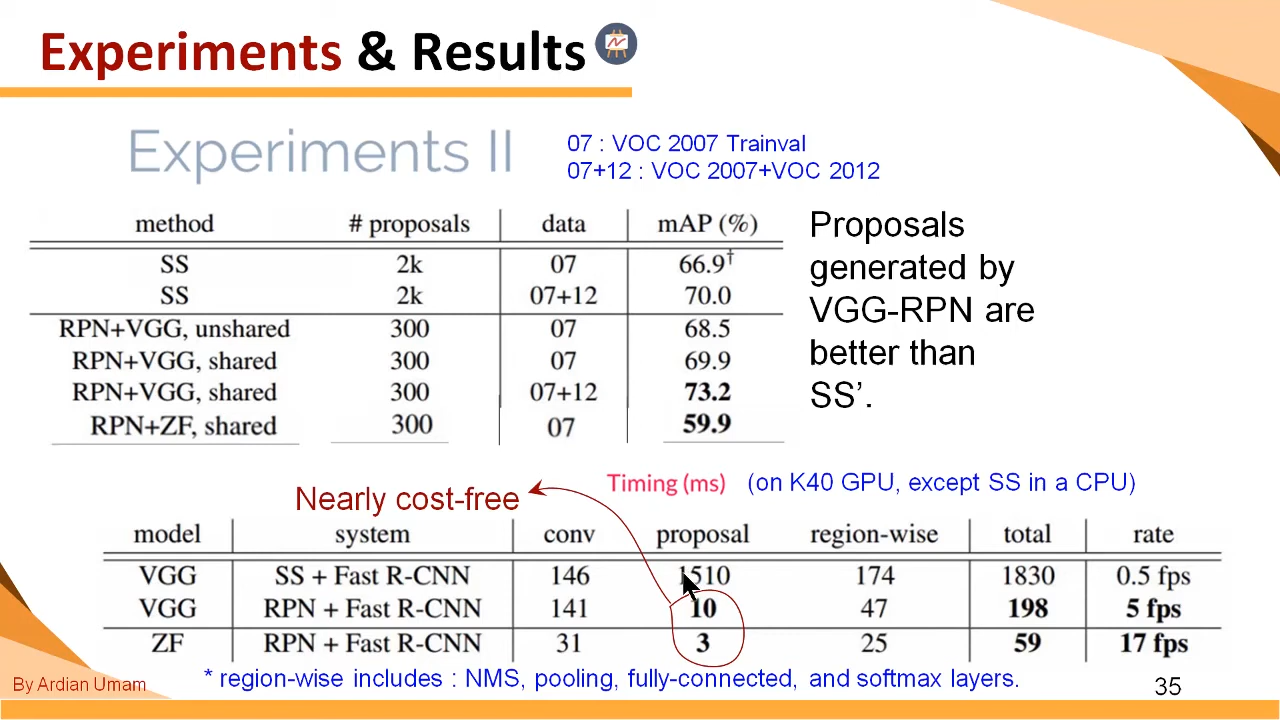 Experiments & Results
Experiments II
07 : VOC 2007 Trainval
07+12 : VOC 2007+VOC 2012
method # proposals data mAP (%)
SS 2k 07 66.9†
SS 2k 07+12 70.0
RPN+VGG, unshared 300 07 68.5
RPN+VGG, shared 300 07 69.9
RPN+VGG, shared 300 07+12 73.2
RPN+ZF, shared 300 07 59.9
Proposals
generated by
VGG-RPN are
better than
SS’.
Nearly cost-free
Timing (ms) (on K40 GPU, except SS in a CPU)
model system conv proposal region-wise total rate
VGG SS + Fast R-CNN 146 1510 174 1830 0.5 fps
VGG RPN + Fast R-CNN 141 10 47 198 5 fps
ZF RPN + Fast R-CNN 31 3 25 59 17 fps
* region-wise includes : NMS, pooling, fully-connected, and softmax layers.
By Ardian Umam
35